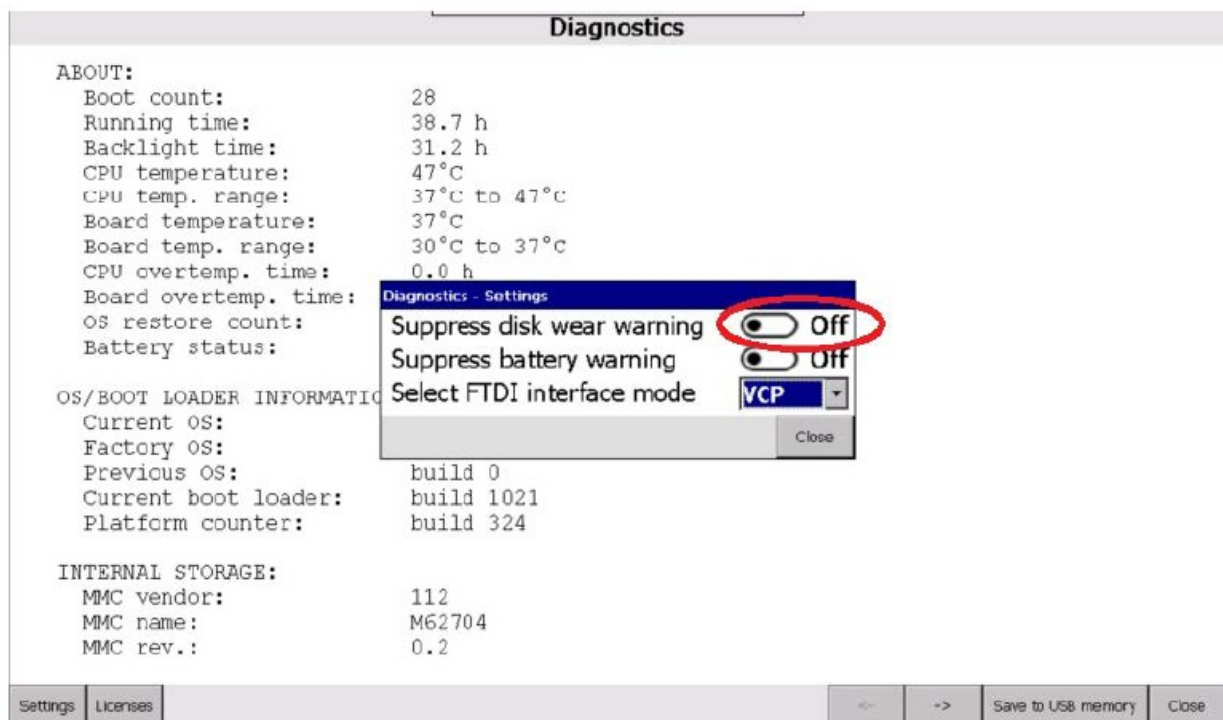 Diagnostics
ABOUT:
Boot count: 28
Running time: 38.7 h
Backlight time: 31.2 h
CPU temperature: 47°C
CPU temp. range: 37°C to 47°C
Board temperature: 37°C
Board temp. range: 30°C to 37°C
CPU overtemp. time: 0.0 h
Board overtemp. time:
OS restore count:
Battery status:
Diagnostics - Settings
Suppress disk wear warning Off
Suppress battery warning Off
Select FTDI interface mode VCP
Close
OS/BOOT LOADER INFORMATIO
Current OS:
Factory OS:
Previous OS: build 0
Current boot loader: build 1021
Platform counter: build 324
INTERNAL STORAGE:
MMC vendor: 112
MMC name: M62704
MMC rev.: 0.2
Settings Licenses <- -> Save to USB memory Close